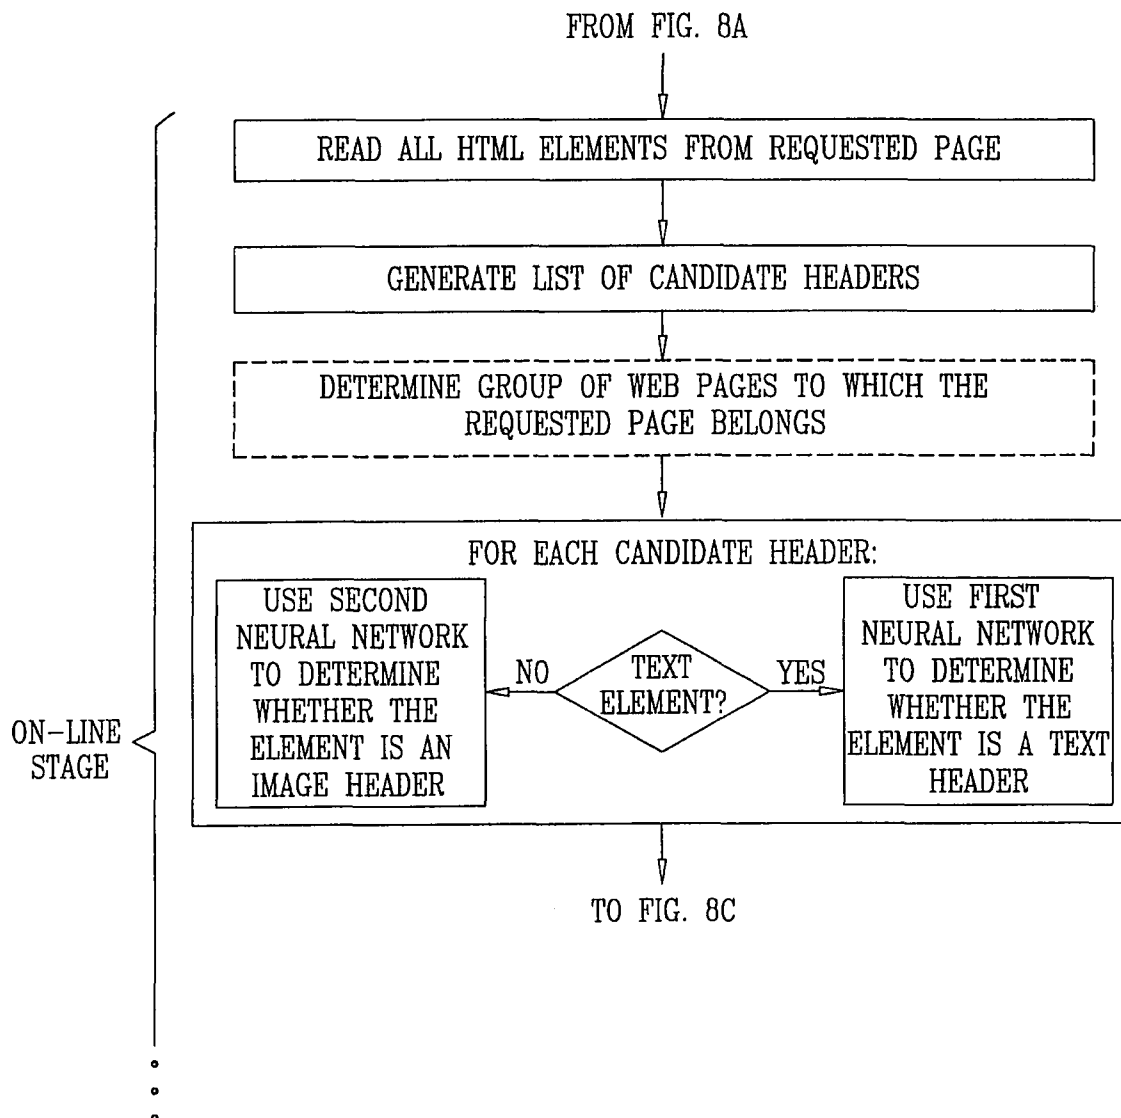 FROM FIG. 8A
READ ALL HTML ELEMENTS FROM REQUESTED PAGE
GENERATE LIST OF CANDIDATE HEADERS
DETERMINE GROUP OF WEB PAGES TO WHICH THE
REQUESTED PAGE BELONGS
FOR EACH CANDIDATE HEADER:
USE SECOND
NEURAL NETWORK
TO DETERMINE
WHETHER THE
ELEMENT IS AN
IMAGE HEADER
NO
TEXT
ELEMENT?
YES
USE FIRST
NEURAL NETWORK
TO DETERMINE
WHETHER THE
ELEMENT IS A TEXT
HEADER
ON-LINE
STAGE
TO FIG. 8C